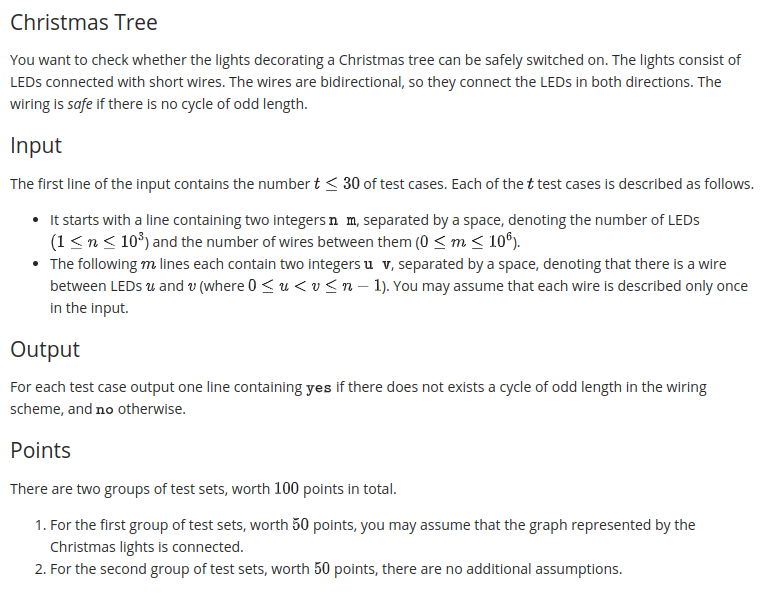 Christmas Tree
You want to check whether the lights decorating a Christmas tree can be safely switched on. The lights consist of
LEDs connected with short wires. The wires are bidirectional, so they connect the LEDs in both directions. The
wiring is safe if there is no cycle of odd length.
Input
The first line of the input contains the number t ≤ 30 of test cases. Each of the t test cases is described as follows.
• It starts with a line containing two integers n m, separated by a space, denoting the number of LEDs
(1 ≤ n ≤ 10³) and the number of wires between them (0 ≤ m ≤ 10⁶).
• The following m lines each contain two integers u v, separated by a space, denoting that there is a wire
between LEDs u and v (where 0 ≤ u < v ≤ n − 1). You may assume that each wire is described only once
in the input.
Output
For each test case output one line containing yes if there does not exists a cycle of odd length in the wiring
scheme, and no otherwise.
Points
There are two groups of test sets, worth 100 points in total.
1. For the first group of test sets, worth 50 points, you may assume that the graph represented by the
Christmas lights is connected.
2. For the second group of test sets, worth 50 points, there are no additional assumptions.